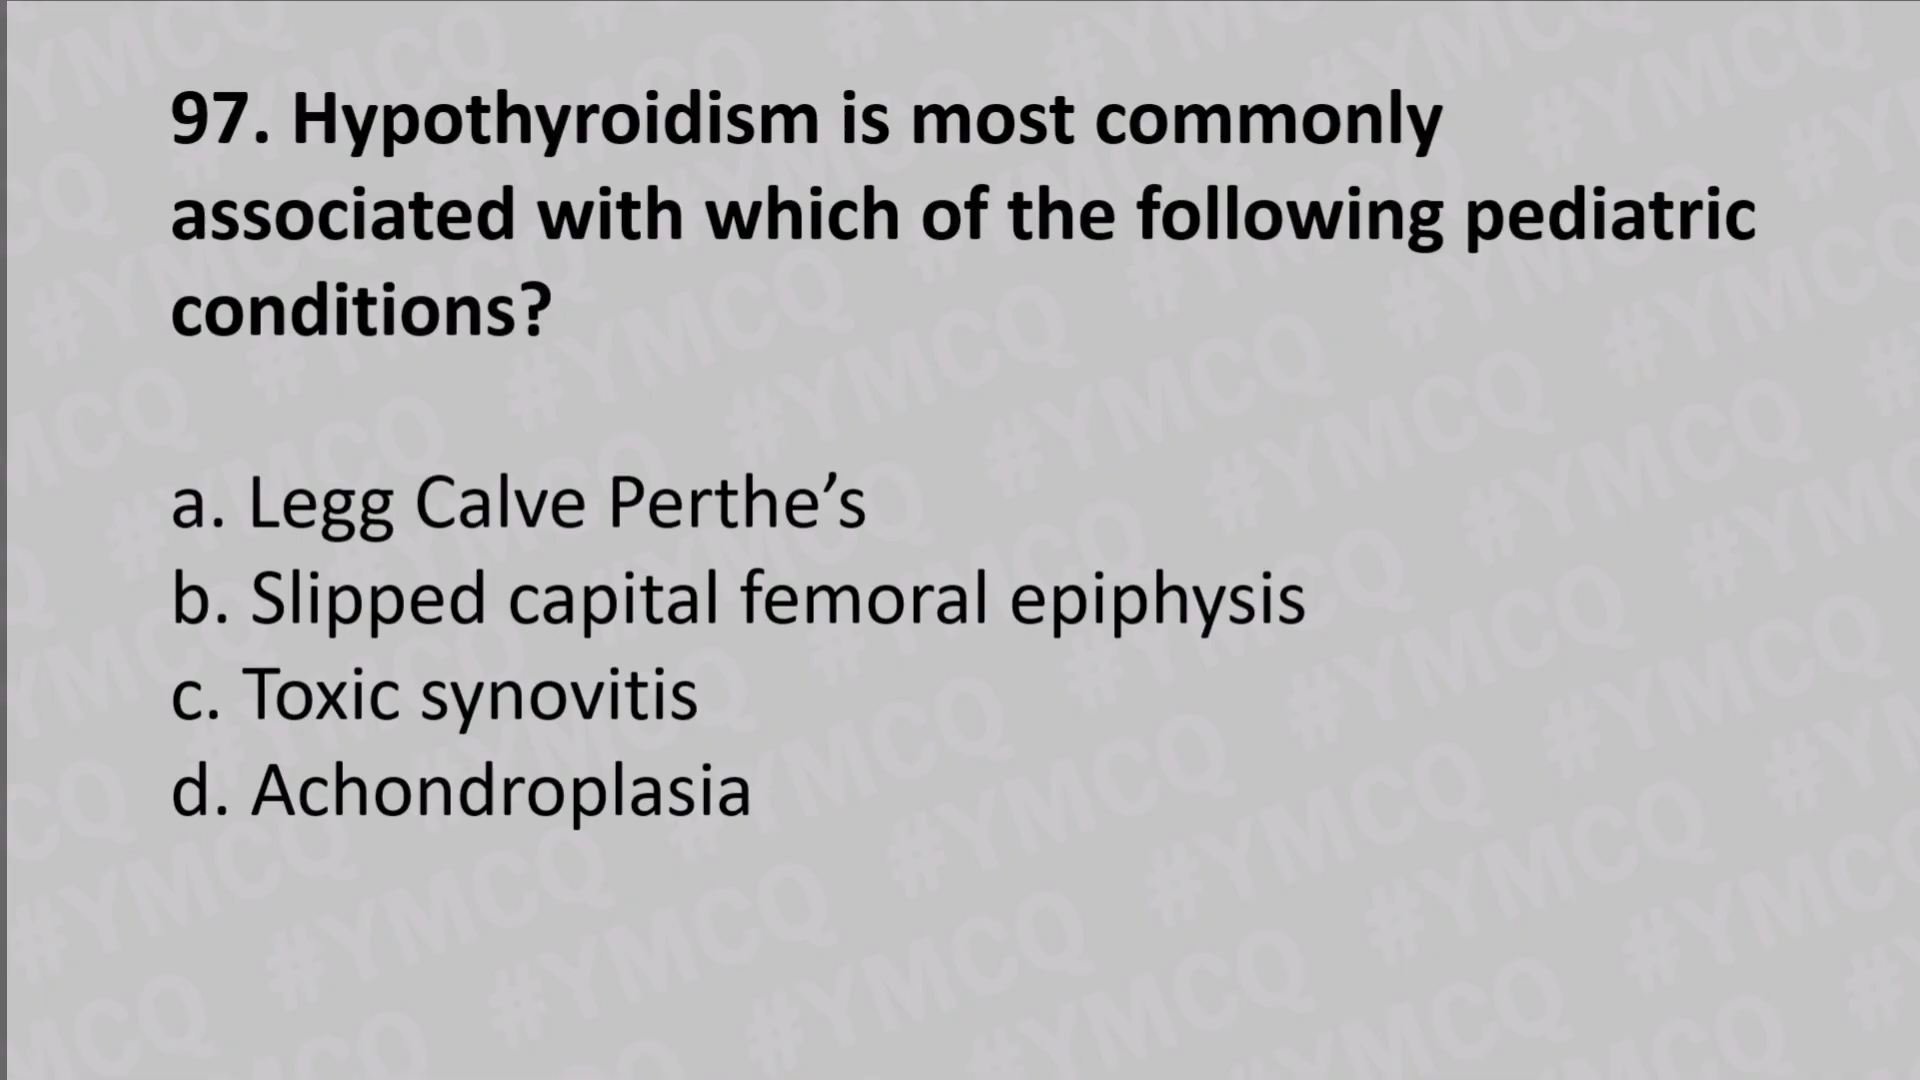 97. Hypothyroidism is most commonly
associated with which of the following pediatric
conditions?
a. Legg Calve Perthe’s
b. Slipped capital femoral epiphysis
c. Toxic synovitis
d. Achondroplasia
#YMCQ